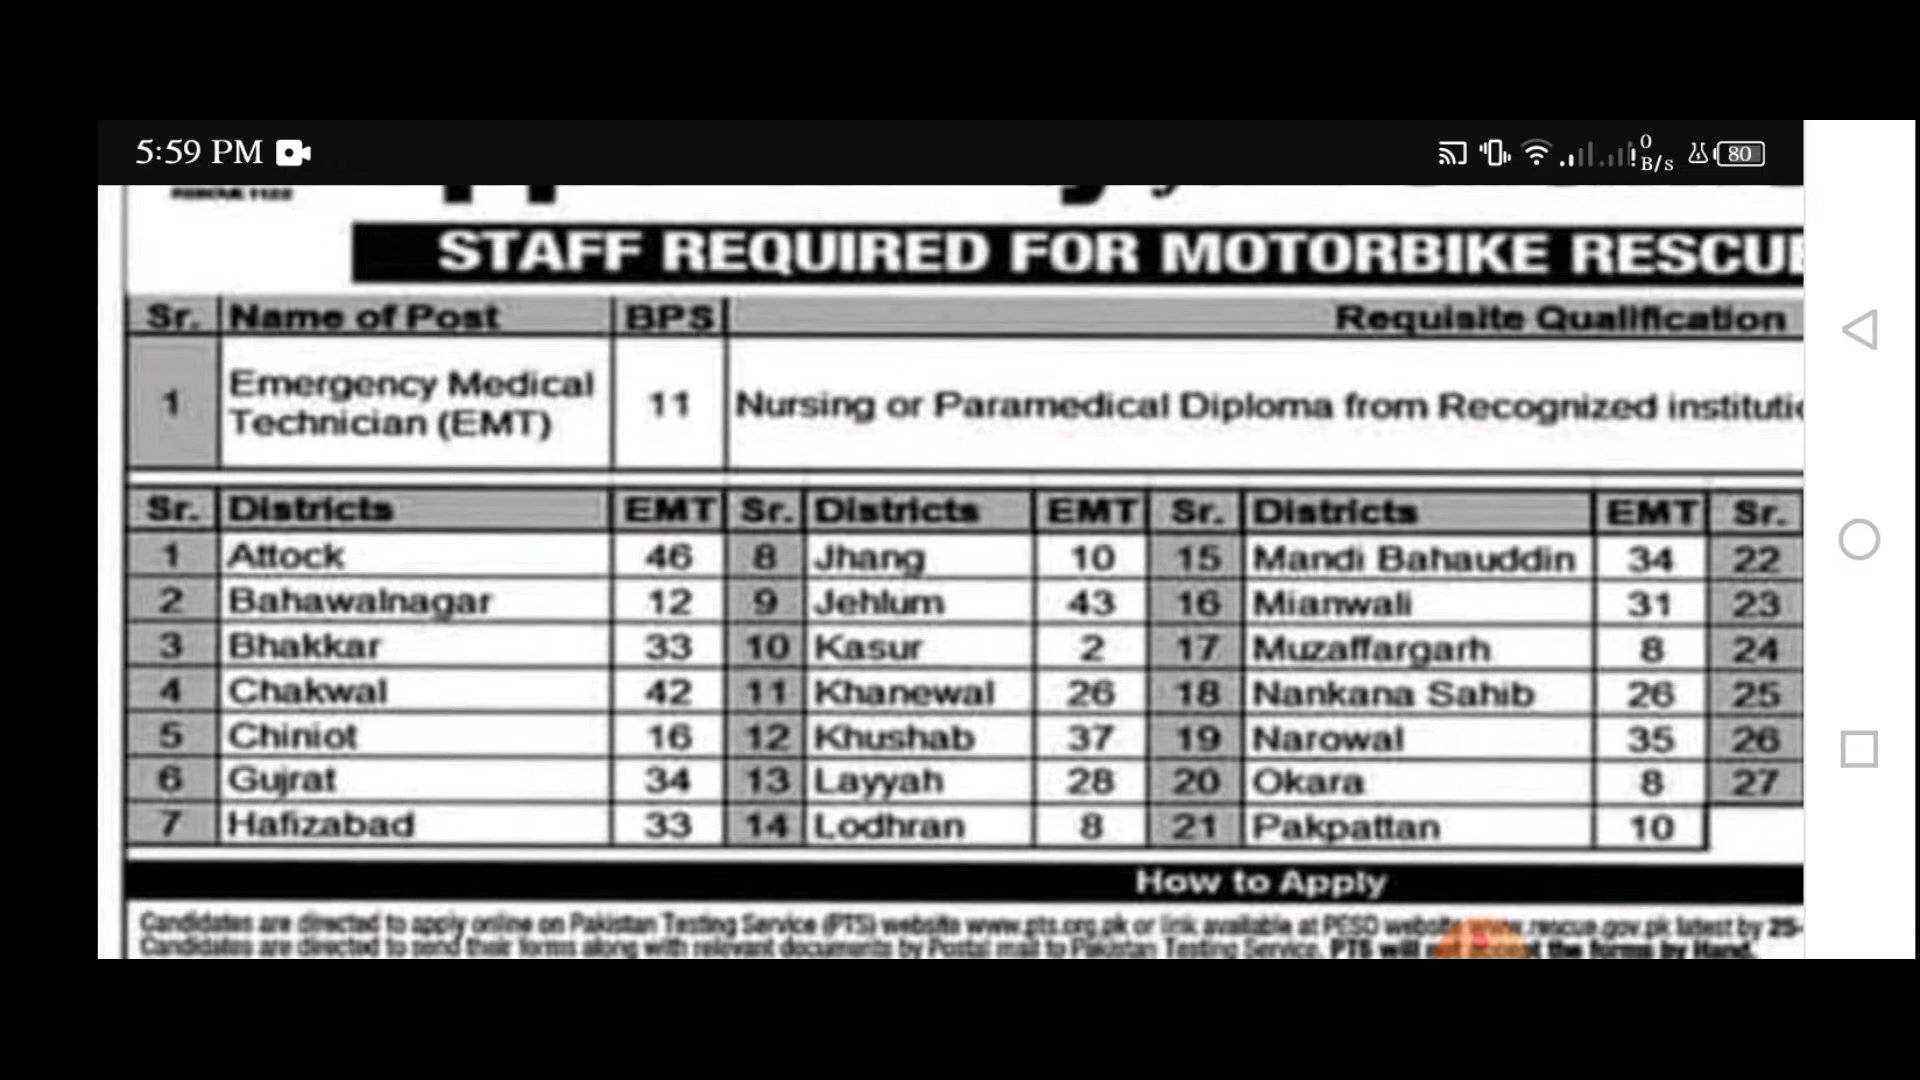 5:59 PM
0 B/s 80
RESCUE 1122
STAFF REQUIRED FOR MOTORBIKE RESCU
Sr. Name of Post BPS Requisite Qualification
1 Emergency Medical Technician (EMT) 11 Nursing or Paramedical Diploma from Recognized instituti
Sr. Districts EMT Sr. Districts EMT Sr. Districts EMT Sr.
1 Attock 46 8 Jhang 10 15 Mandi Bahauddin 34 22
2 Bahawalnagar 12 9 Jehlum 43 16 Mianwali 31 23
3 Bhakkar 33 10 Kasur 2 17 Muzaffargarh 8 24
4 Chakwal 42 11 Khanewal 26 18 Nankana Sahib 26 25
5 Chiniot 16 12 Khushab 37 19 Narowal 35 26
6 Gujrat 34 13 Layyah 28 20 Okara 8 27
7 Hafizabad 33 14 Lodhran 8 21 Pakpattan 10
How to Apply
Candidates are directed to apply online on Pakistan Testing Service (PTS) website www.pts.org.pk or link available at PESD website www.rescue.gov.pk latest by 25-
Candidates are directed to send their forms along with relevant documents by Postal mail to Pakistan Testing Service. PTS will not accept the forms by Hand.